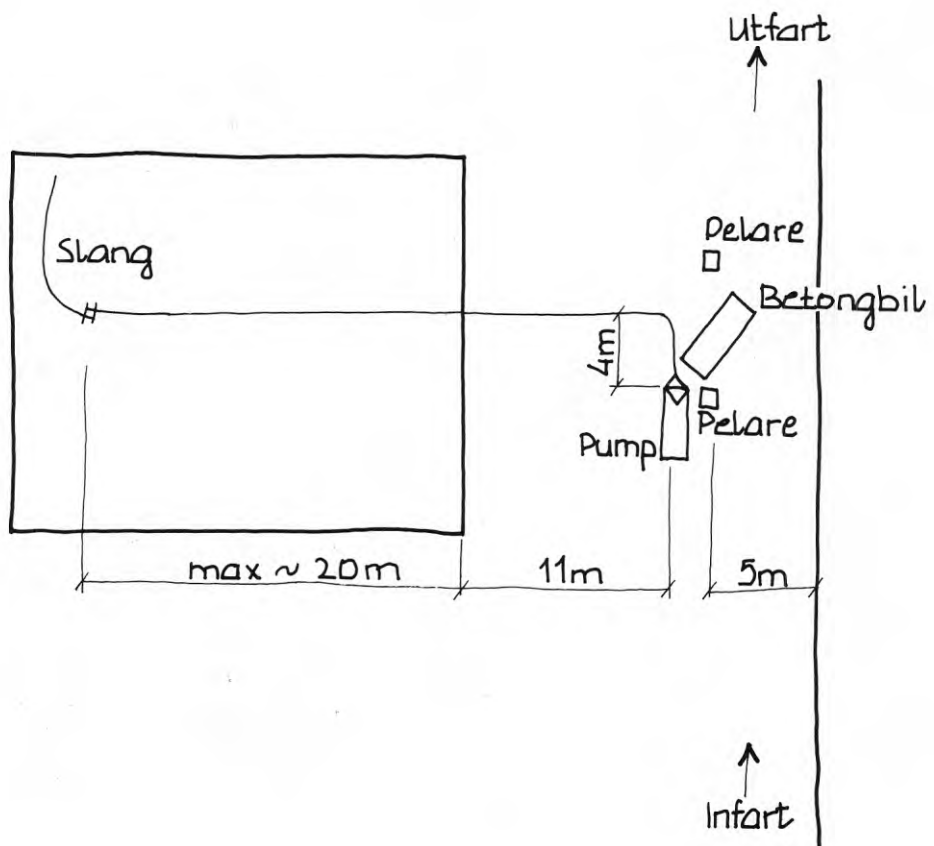 Utfart
Pelare
Slang
Betongbil
4m
Pelare
Pump
max ~ 20m
11m
5m
Infart